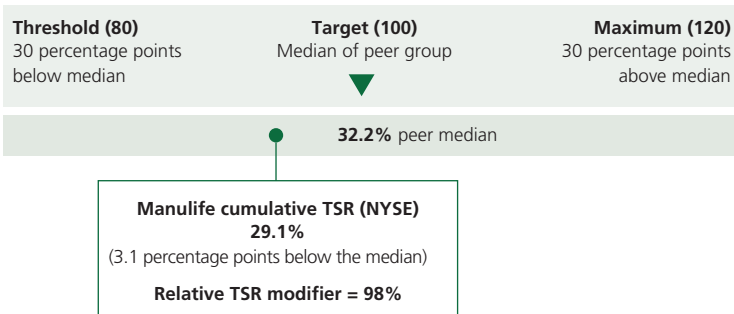 Threshold (80)
30 percentage points
below median
Target (100)
Median of peer group
Maximum (120)
30 percentage points
above median
32.2% peer median
Manulife cumulative TSR (NYSE)
29.1%
(3.1 percentage points below the median)
Relative TSR modifier = 98%